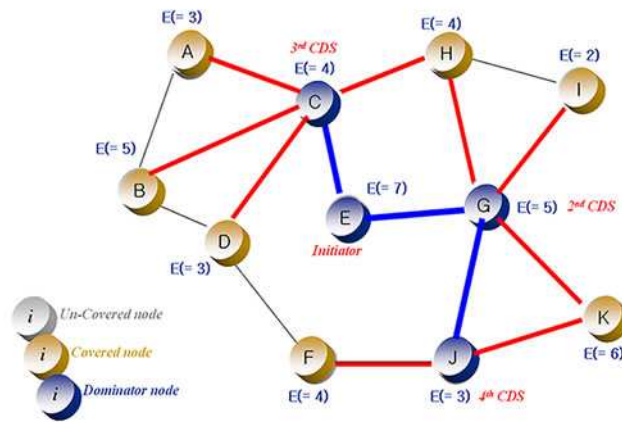 E(= 3)
A
3rd CDS
E(= 4)
C
E(= 4)
H
E(= 2)
I
E(= 5)
B
E(= 7)
E
Initiator
G
E(= 5)
2nd CDS
D
E(= 3)
i
Un-Covered node
i
Covered node
i
Dominator node
F
E(= 4)
J
E(= 3)
4th CDS
K
E(= 6)